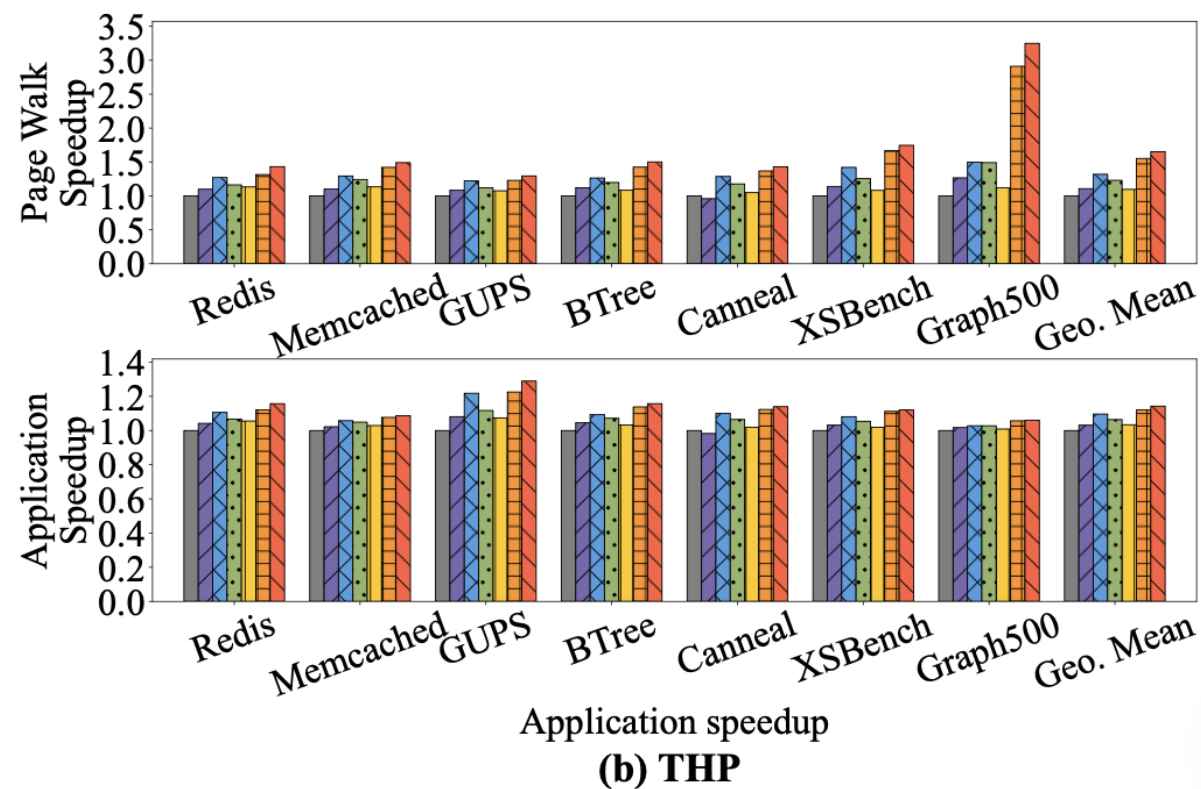 Page Walk
Speedup
3.5
3.0
2.5
2.0
1.5
1.0
0.5
0.0
Redis
Memcached
GUPS
BTree
Canneal
XSBench
Graph500
Geo. Mean
Application
Speedup
1.4
1.2
1.0
0.8
0.6
0.4
0.2
0.0
Redis
Memcached
GUPS
BTree
Canneal
XSBench
Graph500
Geo. Mean
Application speedup
(b) THP